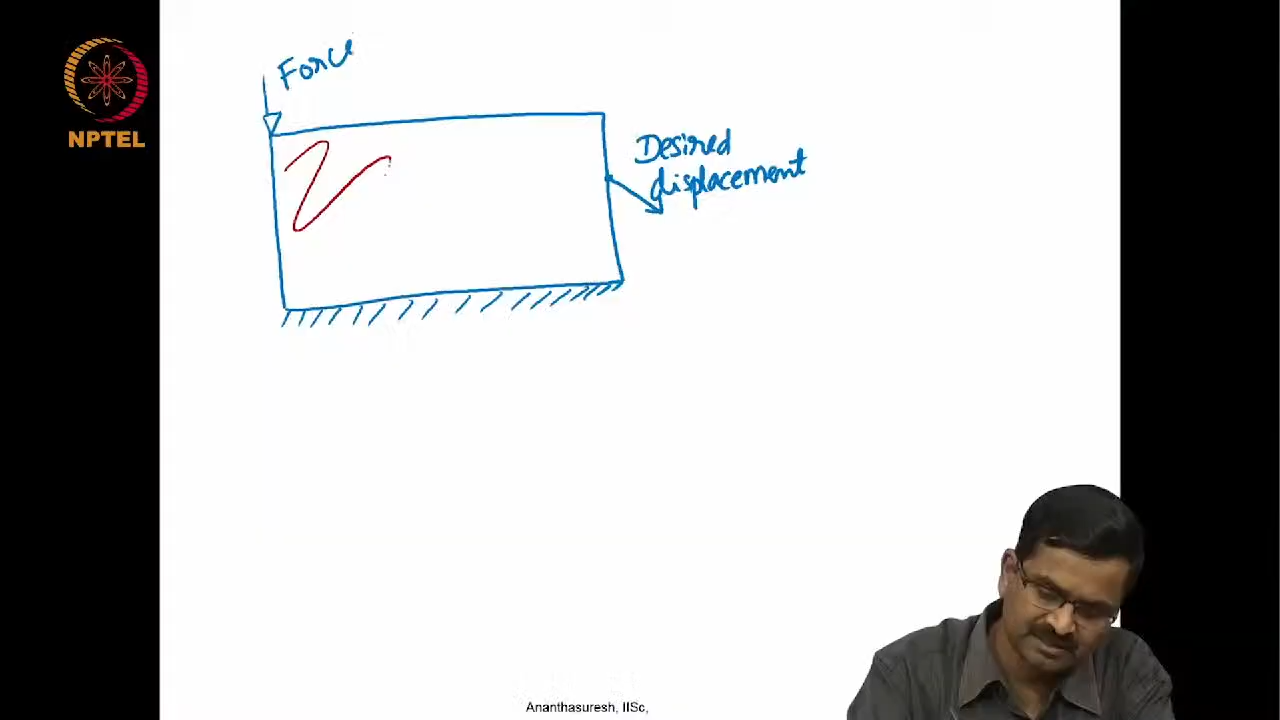 Force
NPTEL
Desired
displacement
Ananthasuresh, IISc,